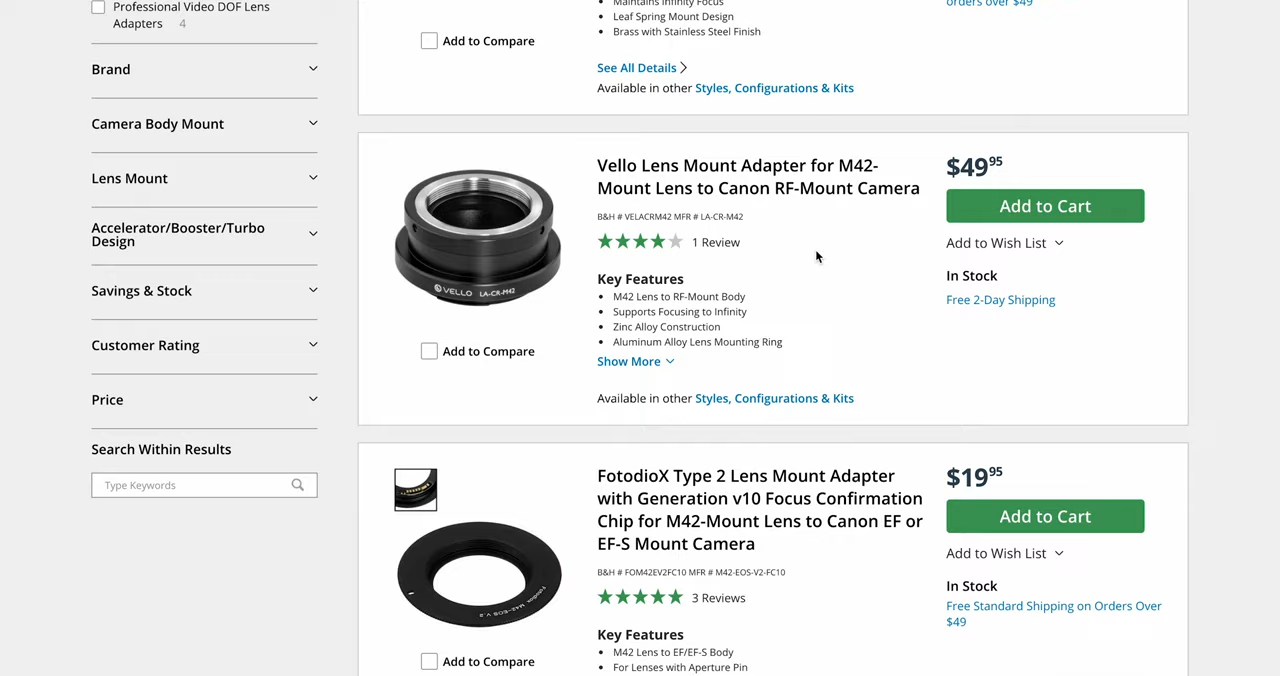 Professional Video DOF Lens
Adapters 4
Brand
Camera Body Mount
Lens Mount
Accelerator/Booster/Turbo
Design
Savings & Stock
Customer Rating
Price
Search Within Results
Type Keywords
Maintains Infinity Focus
Leaf Spring Mount Design
Brass with Stainless Steel Finish
Add to Compare
See All Details
Available in other Styles, Configurations & Kits
orders over $49
VELLO LA-CR-M42
Add to Compare
Vello Lens Mount Adapter for M42-
Mount Lens to Canon RF-Mount Camera
B&H # VELACRM42 MFR # LA-CR-M42
1 Review
Key Features
M42 Lens to RF-Mount Body
Supports Focusing to Infinity
Zinc Alloy Construction
Aluminum Alloy Lens Mounting Ring
Show More
Available in other Styles, Configurations & Kits
$49 95
Add to Cart
Add to Wish List
In Stock
Free 2-Day Shipping
Fotodiox M42-EOS V.2
Add to Compare
FotodioX Type 2 Lens Mount Adapter
with Generation v10 Focus Confirmation
Chip for M42-Mount Lens to Canon EF or
EF-S Mount Camera
B&H # FOM42EV2FC10 MFR # M42-EOS-V2-FC10
3 Reviews
Key Features
M42 Lens to EF/EF-S Body
For Lenses with Aperture Pin
$19 95
Add to Cart
Add to Wish List
In Stock
Free Standard Shipping on Orders Over
$49